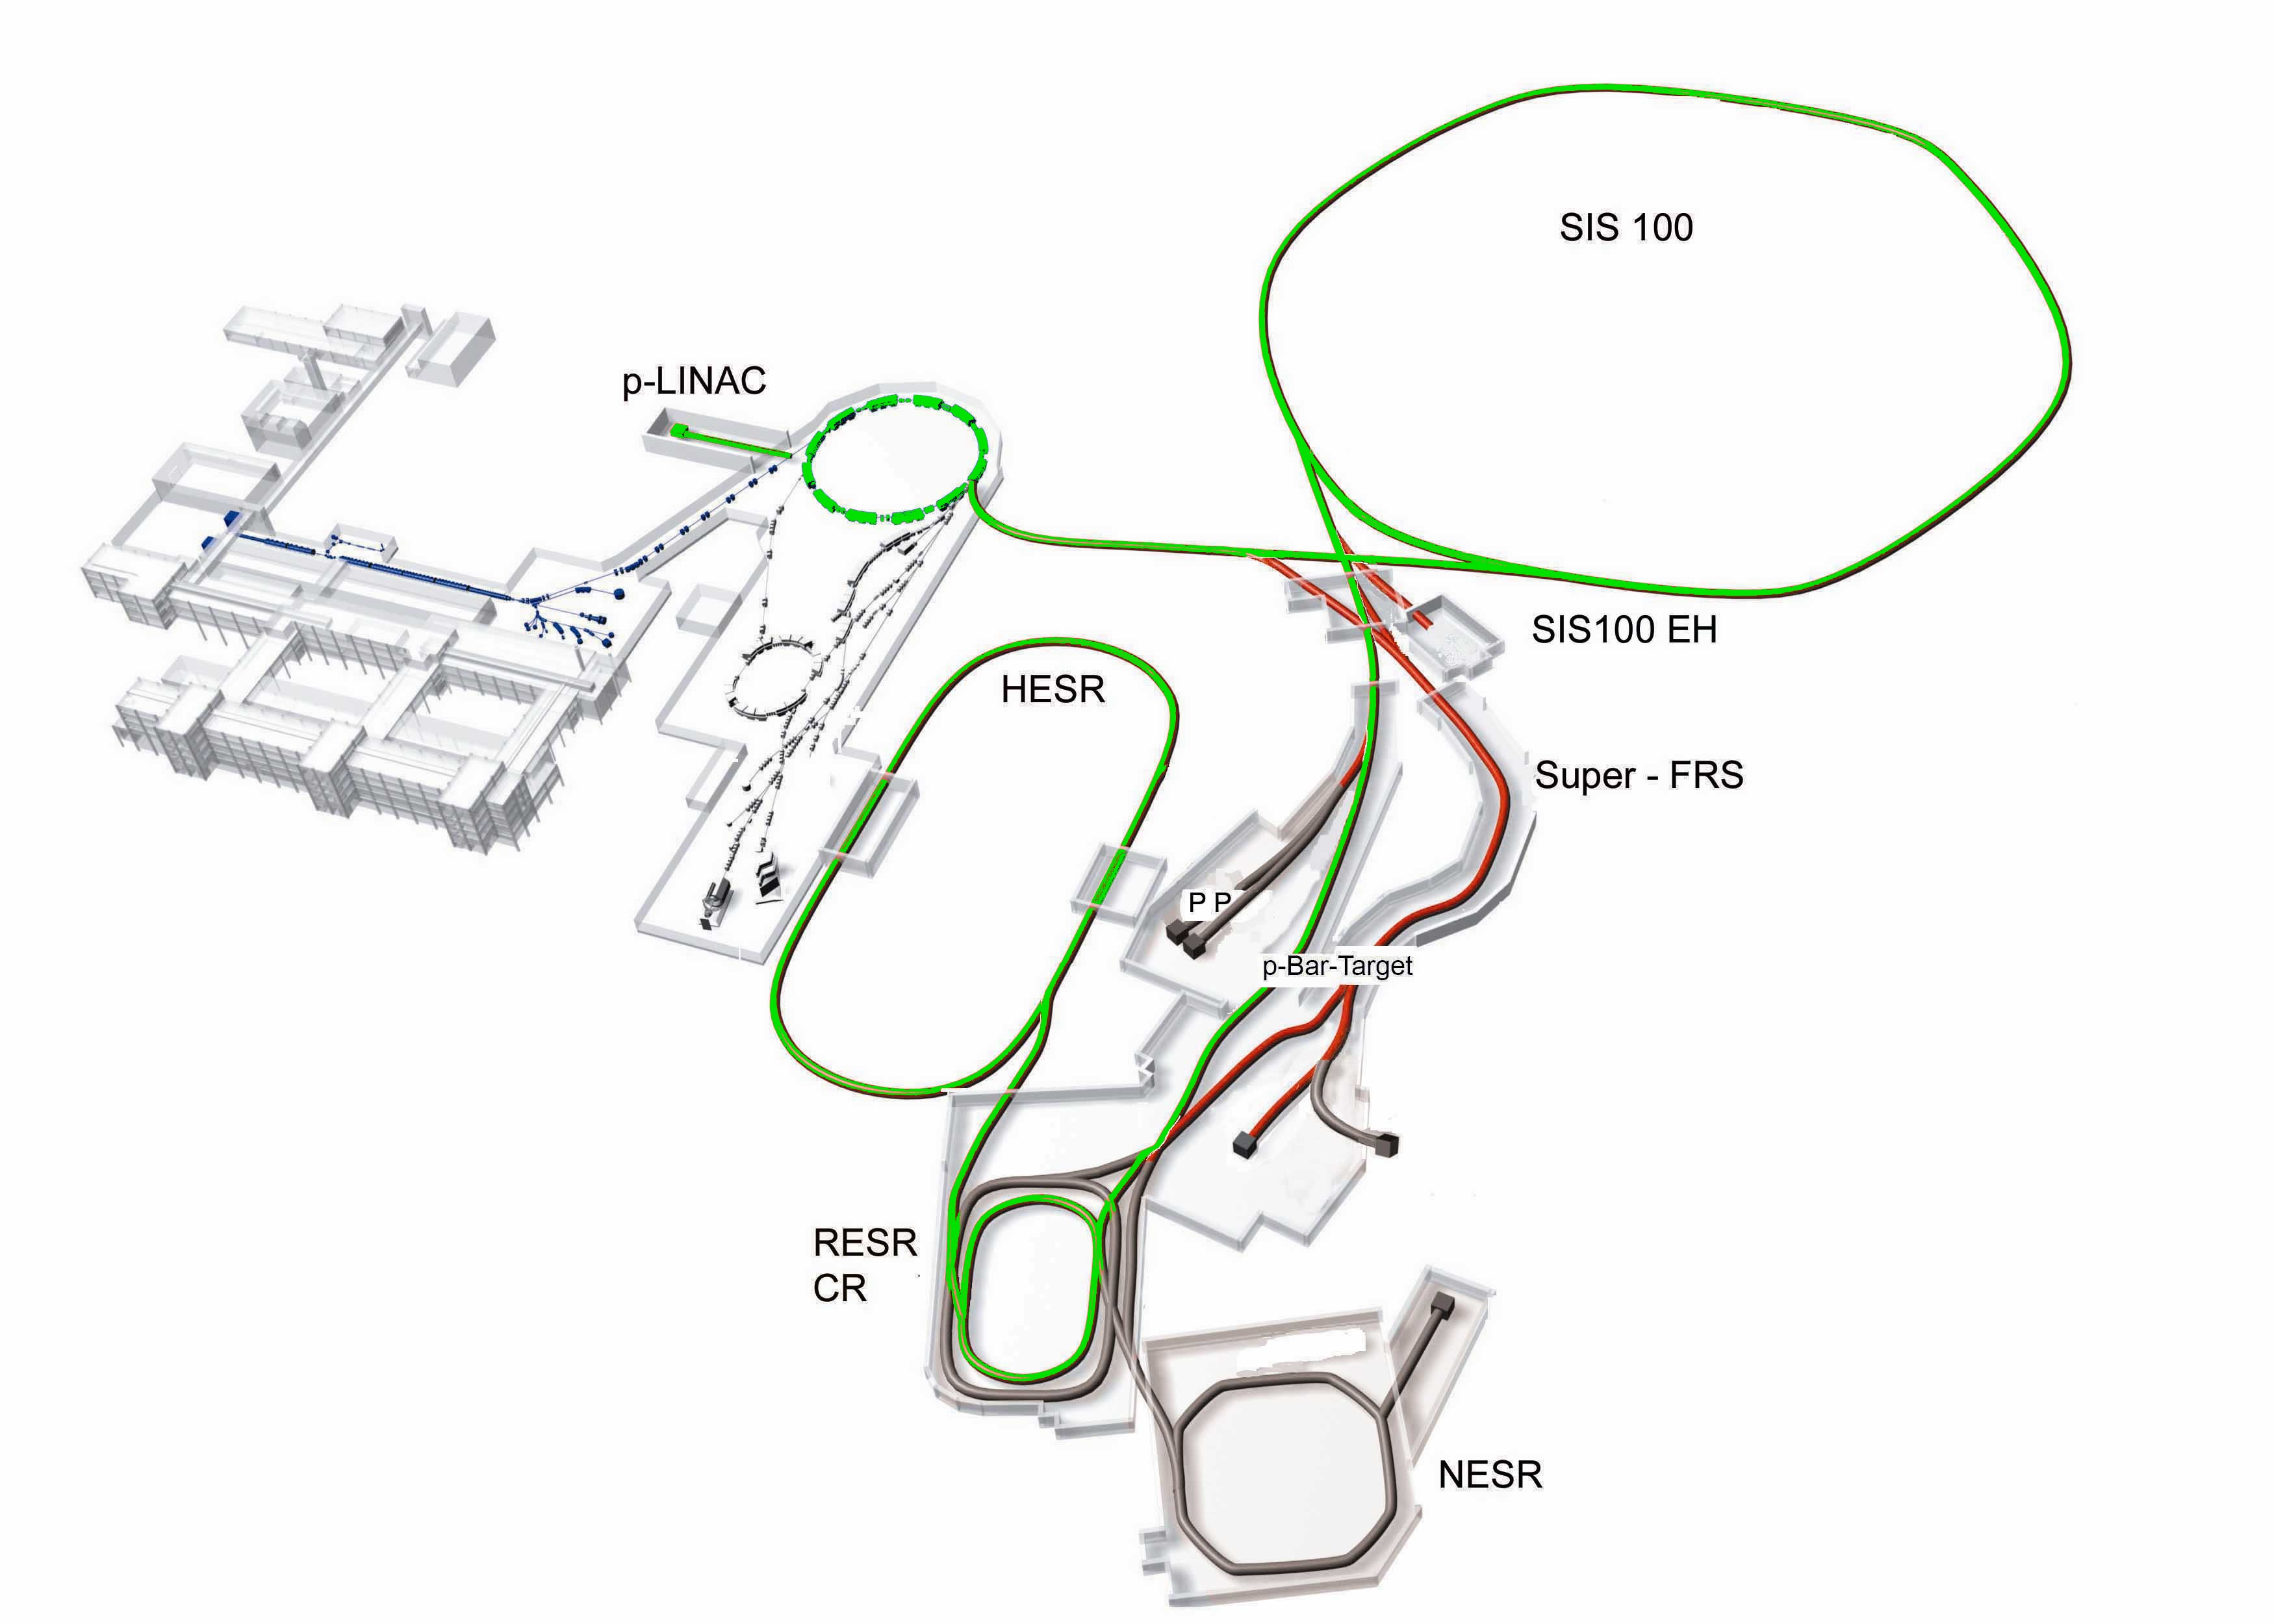 SIS 100
p-LINAC
SIS100 EH
HESR
Super - FRS
P P
p-Bar-Target
RESR
CR
NESR